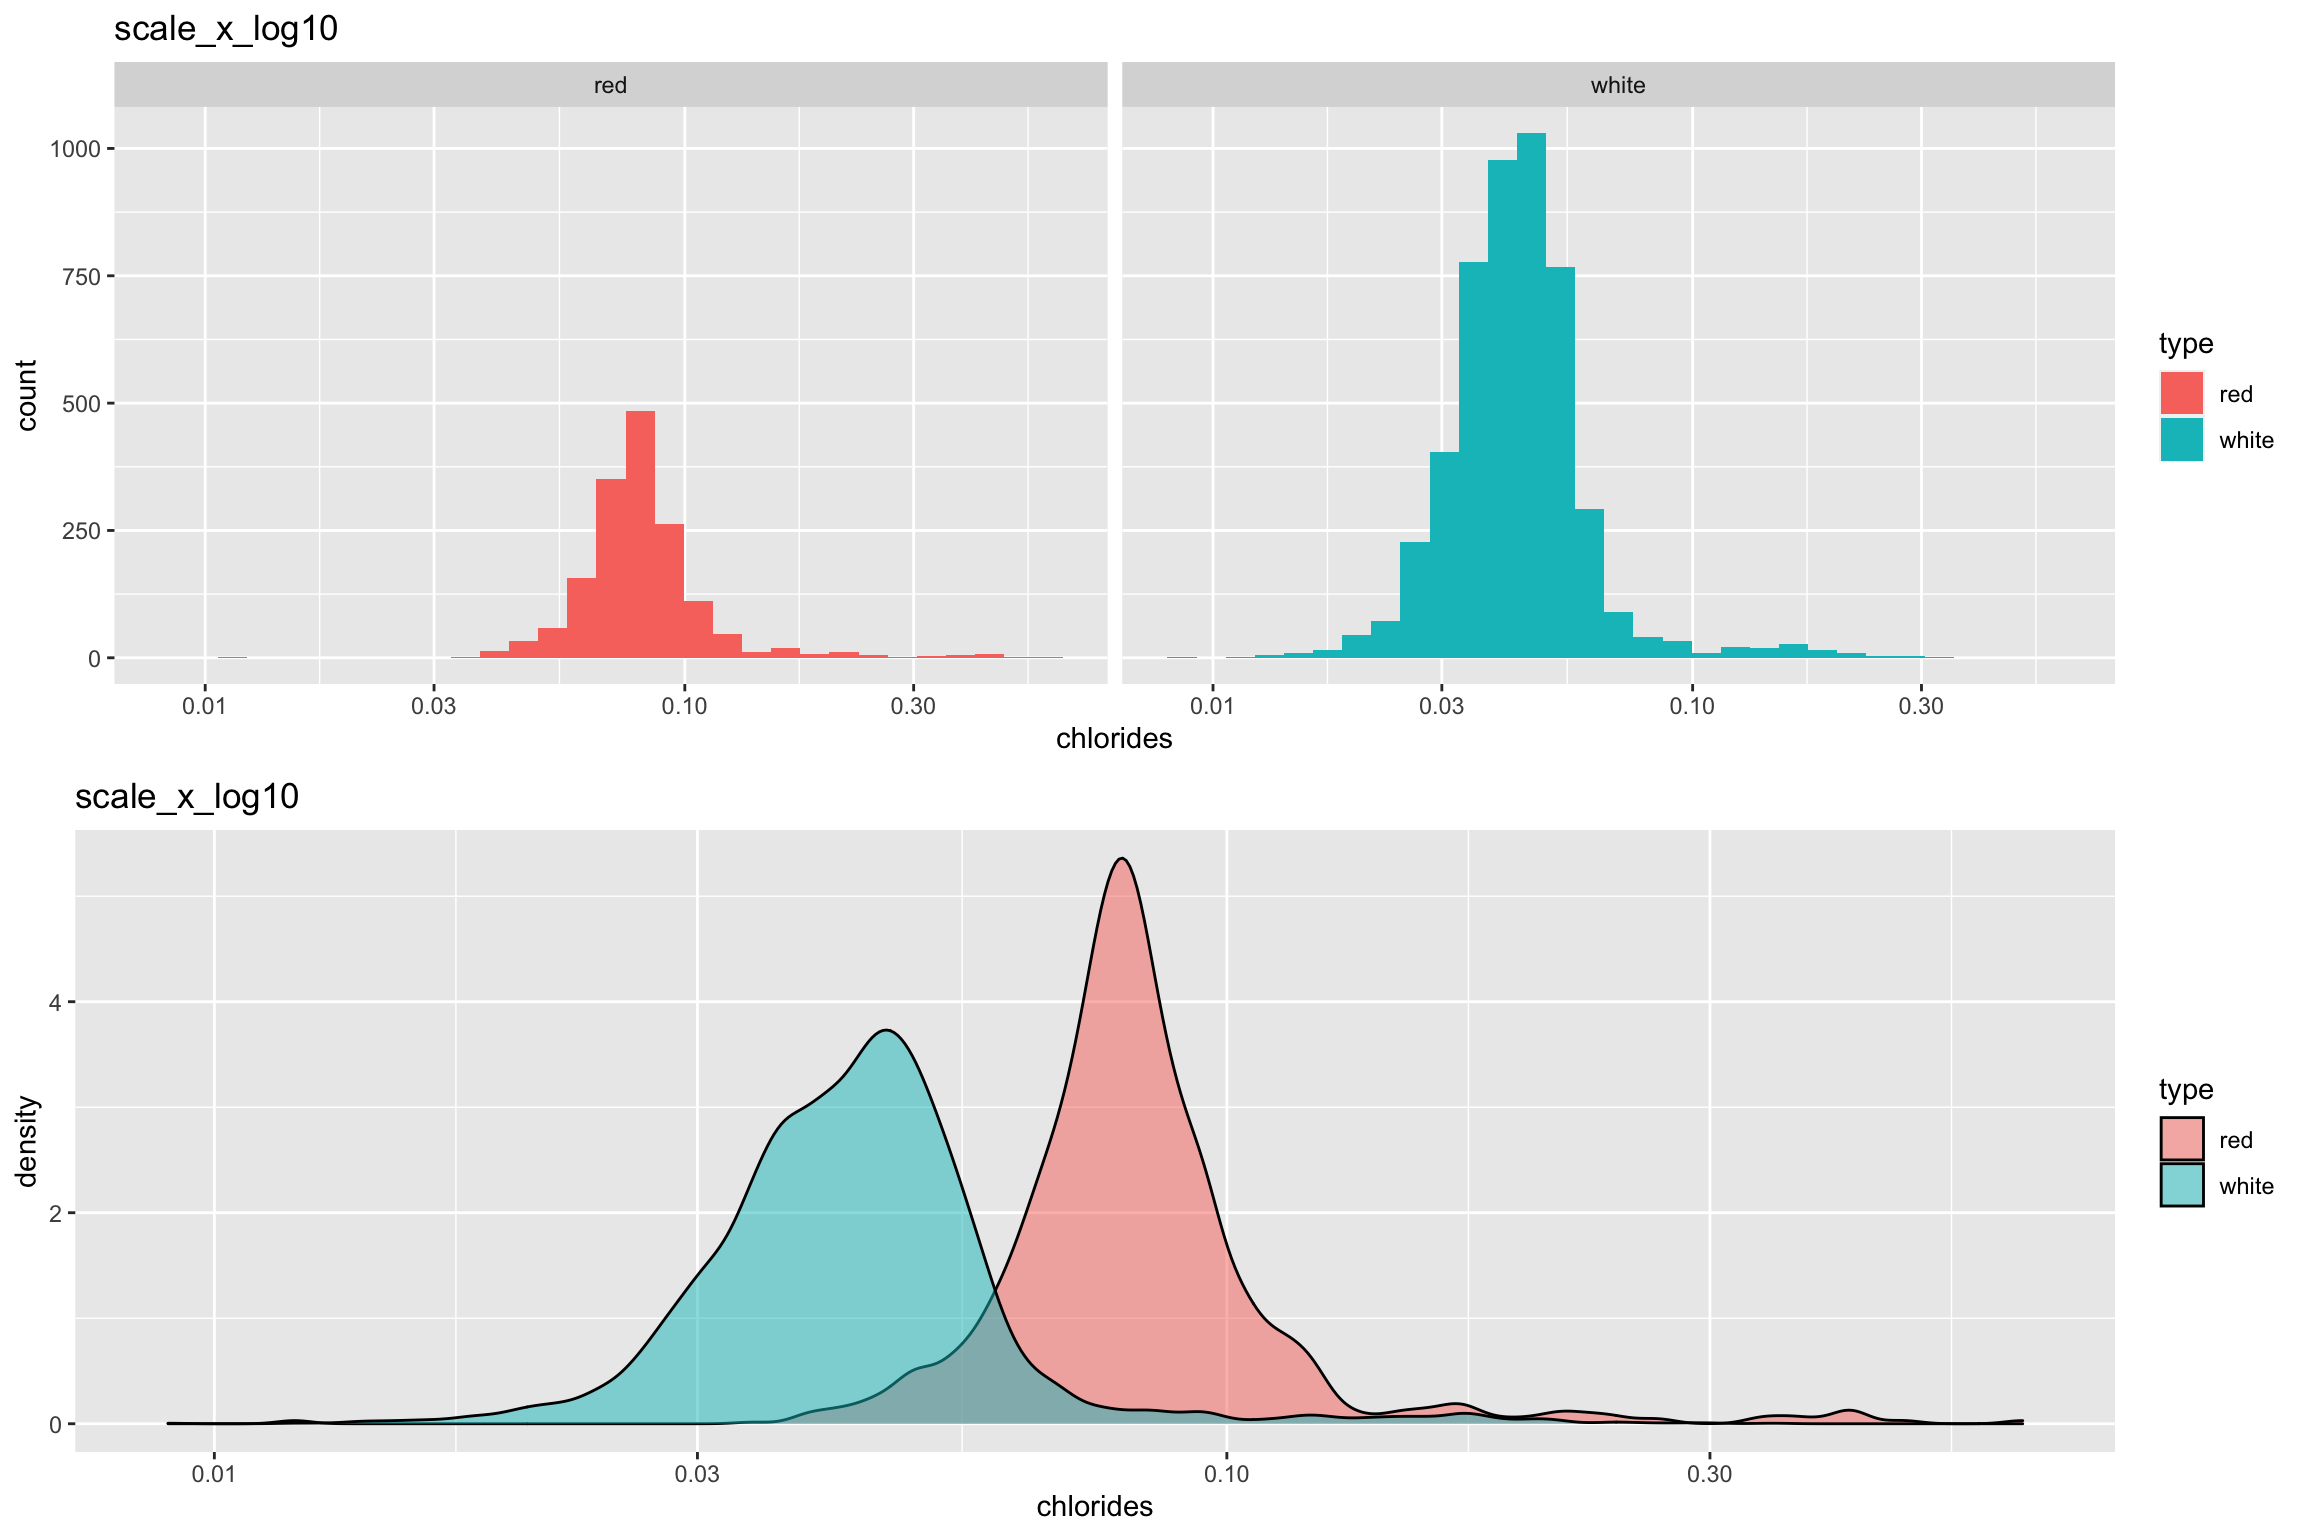 scale_x_log10
red
white
1000
750
500
250
0
count
0.01 0.03 0.10 0.30 0.01 0.03 0.10 0.30
chlorides
type
red
white
scale_x_log10
4
2
0
density
0.01 0.03 0.10 0.30
chlorides
type
red
white